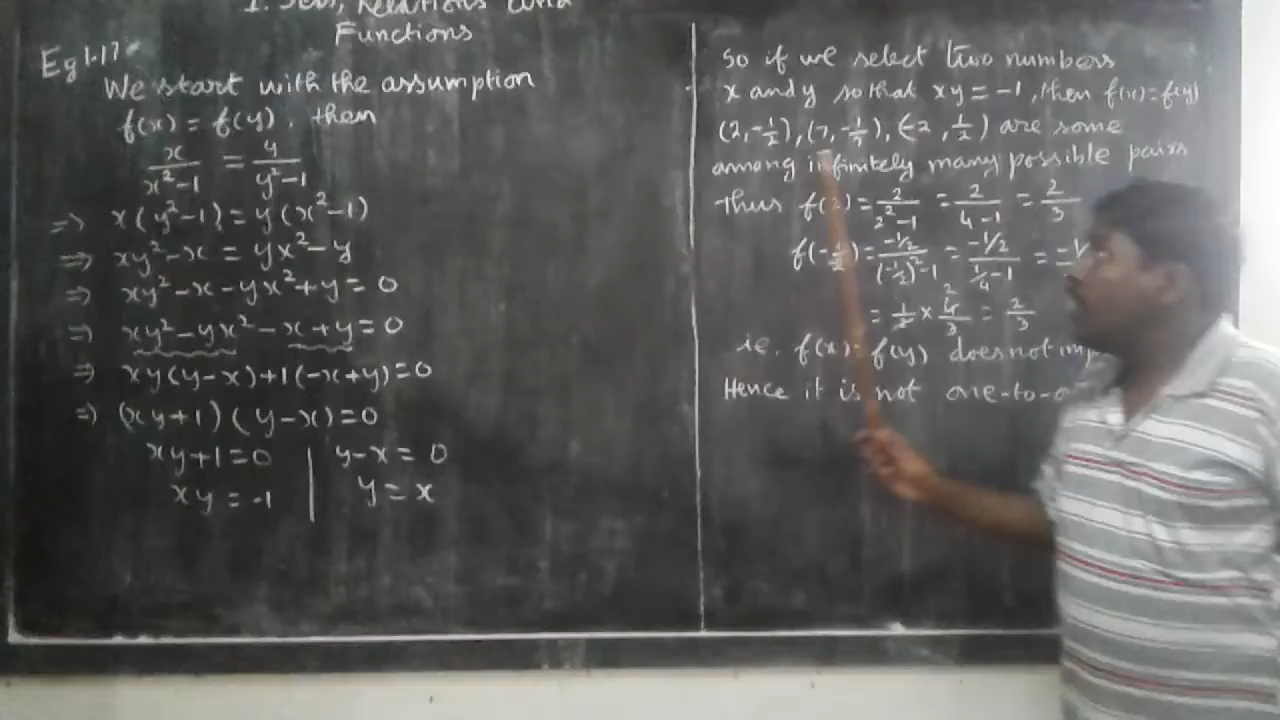 1. Sets, Relations and
Functions
Eg 1.17
We start with the assumption
f(x) = f(y), then
x/(x²-1) = y/(y²-1)
=> x(y²-1) = y(x²-1)
=> xy²-x = yx²-y
=> xy²-x-yx²+y = 0
=> xy²-yx²-x+y = 0
=> xy(y-x)+1(-x+y) = 0
=> (xy+1)(y-x) = 0
xy+1 = 0 | y-x = 0
xy = -1 | y = x
So if we select two numbers
x and y so that xy = -1, then f(x) = f(y)
(2, -1/2), (7, -1/7), (-2, 1/2) are some
among infinitely many possible pairs
Thus f(2) = 2/(2²-1) = 2/(4-1) = 2/3
f(-1/2) = (-1/2)/((-1/2)²-1) = (-1/2)/(1/4-1) =
= 1/2 × 4/3 = 2/3
ie. f(x) = f(y) does not
Hence it is not one-to-